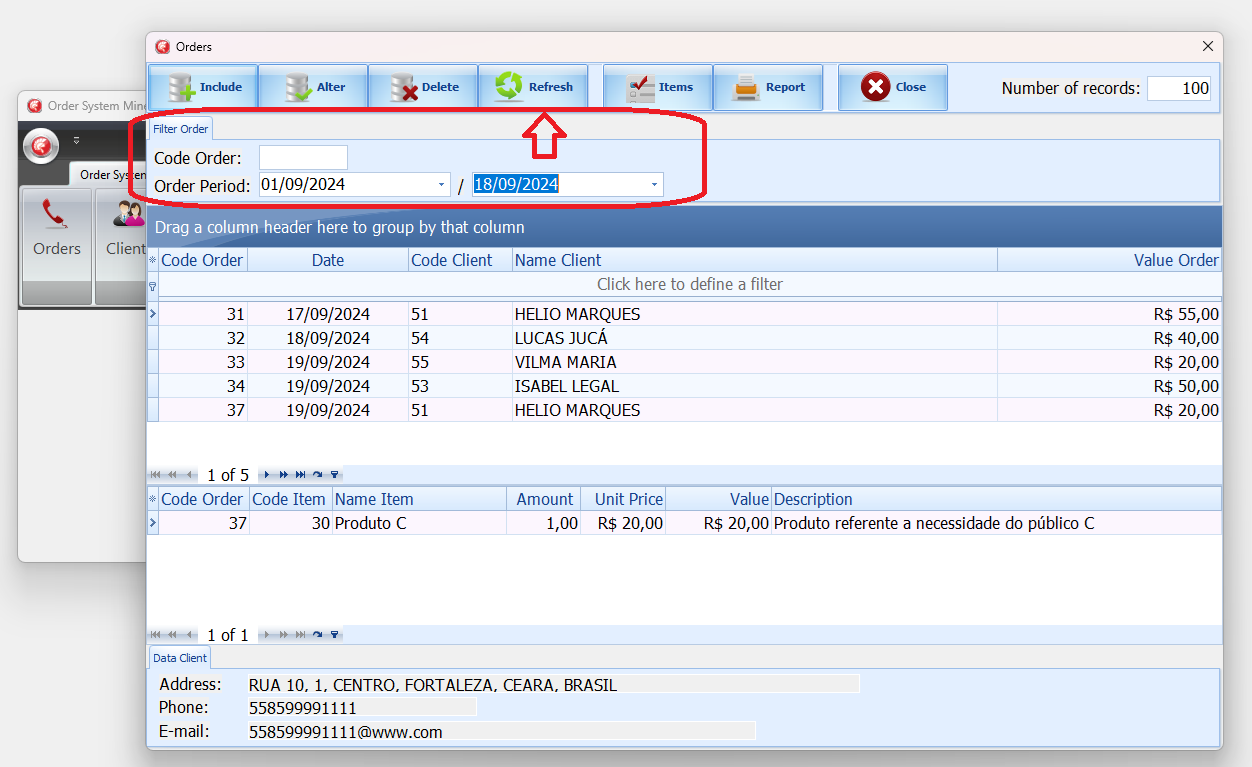 Orders
Include Alter Delete Refresh Items Report Close Number of records: 100
Order System Mine
Filter Order
Code Order:
Order Period: 01/09/2024 / 18/09/2024
Order System
Orders Client
Drag a column header here to group by that column
Code Order Date Code Client Name Client Value Order
Click here to define a filter
31 17/09/2024 51 HELIO MARQUES R$ 55,00
32 18/09/2024 54 LUCAS JUCÁ R$ 40,00
33 19/09/2024 55 VILMA MARIA R$ 20,00
34 19/09/2024 53 ISABEL LEGAL R$ 50,00
37 19/09/2024 51 HELIO MARQUES R$ 20,00
1 of 5
Code Order Code Item Name Item Amount Unit Price Value Description
37 30 Produto C 1,00 R$ 20,00 R$ 20,00 Produto referente a necessidade do público C
1 of 1
Data Client
Address: RUA 10, 1, CENTRO, FORTALEZA, CEARA, BRASIL
Phone: 558599991111
E-mail: 558599991111@www.com